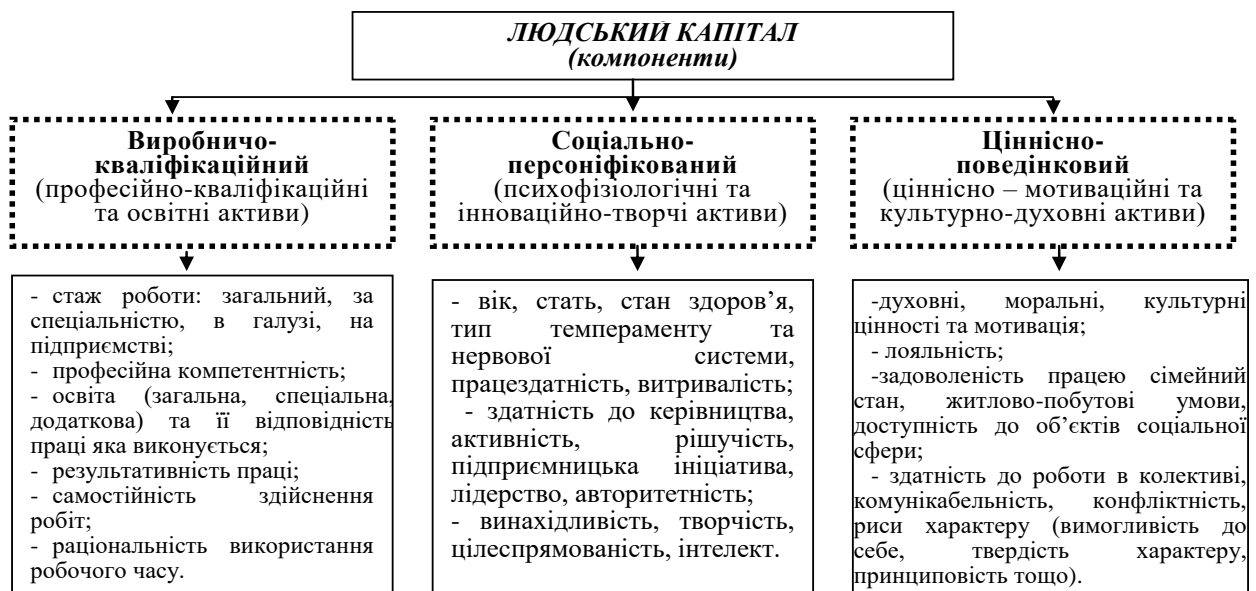 ЛЮДСЬКИЙ КАПІТАЛ
(компоненти)
Виробничо-
кваліфікаційний
(професійно-кваліфікаційні
та освітні активи)
Соціально-
персоніфікований
(психофізіологічні та
інноваційно-творчі активи)
Ціннісно-
поведінковий
(ціннісно – мотиваційні та
культурно-духовні активи)
- стаж роботи: загальний, за
спеціальністю, в галузі, на
підприємстві;
- професійна компетентність;
- освіта (загальна, спеціальна,
додаткова) та її відповідність
праці яка виконується;
- результативність праці;
- самостійність здійснення
робіт;
- раціональність використання
робочого часу.
- вік, стать, стан здоров’я,
тип темпераменту та
нервової системи,
працездатність, витривалість;
- здатність до керівництва,
активність, рішучість,
підприємницька ініціатива,
лідерство, авторитетність;
- винахідливість, творчість,
цілеспрямованість, інтелект.
-духовні, моральні, культурні
цінності та мотивація;
- лояльність;
-задоволеність працею сімейний
стан, житлово-побутові умови,
доступність до об’єктів соціальної
сфери;
- здатність до роботи в колективі,
комунікабельність, конфліктність,
риси характеру (вимогливість до
себе, твердість характеру,
принциповість тощо).